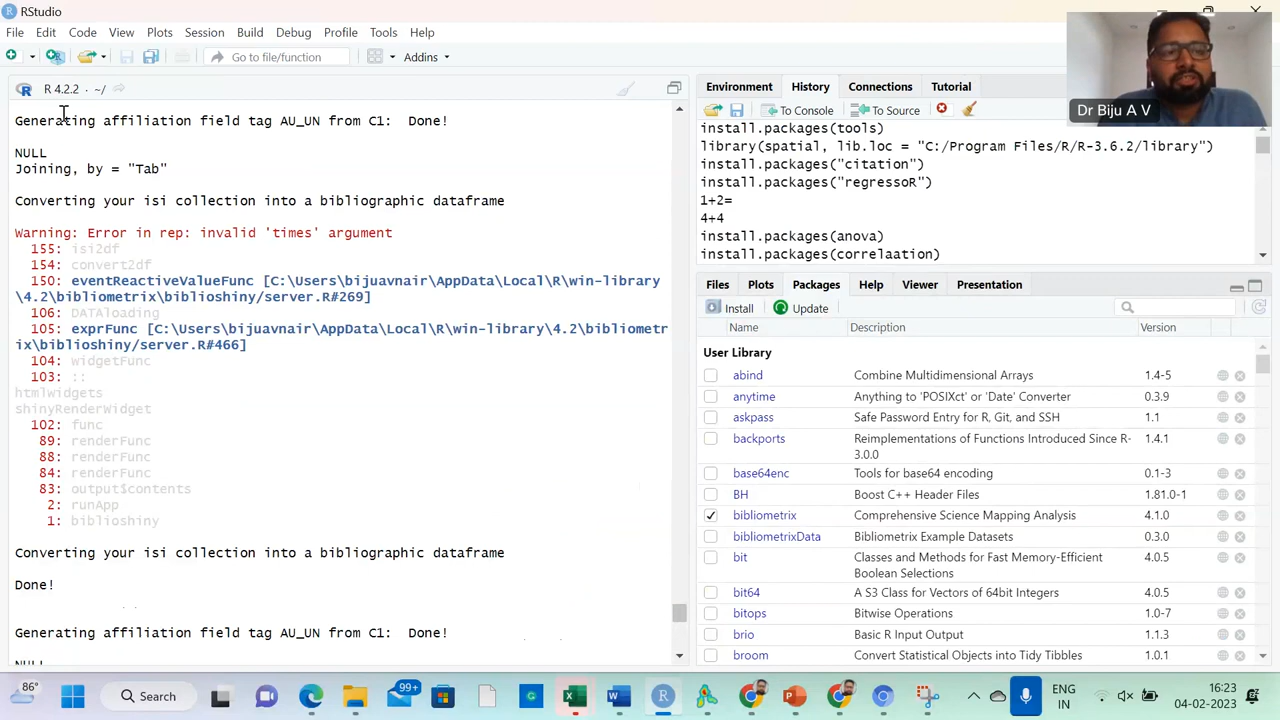 RStudio
File Edit Code View Plots Session Build Debug Profile Tools Help
Go to file/function
Addins
R 4.2.2 · ~/
Generating affiliation field tag AU_UN from C1:  Done!
NULL
Joining, by = "Tab"
Converting your isi collection into a bibliographic dataframe
Warning: Error in rep: invalid 'times' argument
155: isi2df
154: convert2df
150: eventReactiveValueFunc [C:\Users\bijuavnair\AppData\Local\R\win-library
\4.2\bibliometrix\biblioshiny/server.R#269]
106: DATAloading
105: exprFunc [C:\Users\bijuavnair\AppData\Local\R\win-library\4.2\bibliometr
ix\biblioshiny/server.R#466]
104: widgetFunc
103: ::
htmlwidgets
shinyRenderWidget
102: func
89: renderFunc
88: renderFunc
84: renderFunc
83: output$contents
2: runApp
1: biblioshiny
Converting your isi collection into a bibliographic dataframe
Done!
Generating affiliation field tag AU_UN from C1:  Done!
NULL
Environment History Connections Tutorial
To Console To Source
install.packages(tools)
library(spatial, lib.loc = "C:/Program Files/R/R-3.6.2/library")
install.packages("citation")
install.packages("regressoR")
1+2=
4+4
install.packages(anova)
install.packages(correlaation)
Dr Biju A V
Files Plots Packages Help Viewer Presentation
Install Update
Name Description Version
User Library
abind Combine Multidimensional Arrays 1.4-5
anytime Anything to 'POSIXct' or 'Date' Converter 0.3.9
askpass Safe Password Entry for R, Git, and SSH 1.1
backports Reimplementations of Functions Introduced Since R- 1.4.1
3.0.0
base64enc Tools for base64 encoding 0.1-3
BH Boost C++ Header Files 1.81.0-1
bibliometrix Comprehensive Science Mapping Analysis 4.1.0
bibliometrixData Bibliometrix Example Datasets 0.3.0
bit Classes and Methods for Fast Memory-Efficient 4.0.5
Boolean Selections
bit64 A S3 Class for Vectors of 64bit Integers 4.0.5
bitops Bitwise Operations 1.0-7
brio Basic R Input Output 1.1.3
broom Convert Statistical Objects into Tidy Tibbles 1.0.1
86°
Search
99+
ENG
IN
16:23
04-02-2023